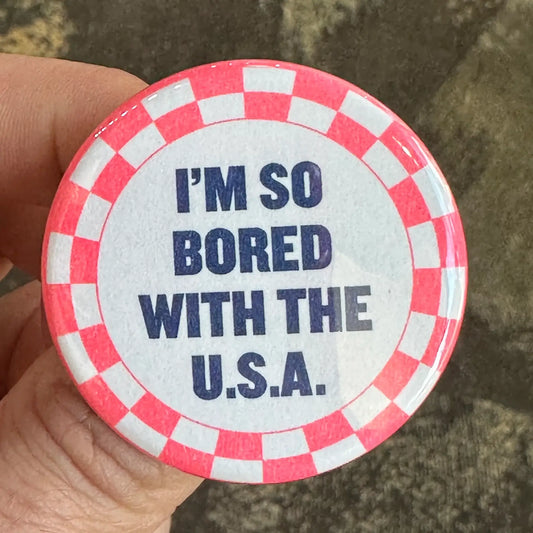 I'M SO
BORED
WITH THE
U.S.A.